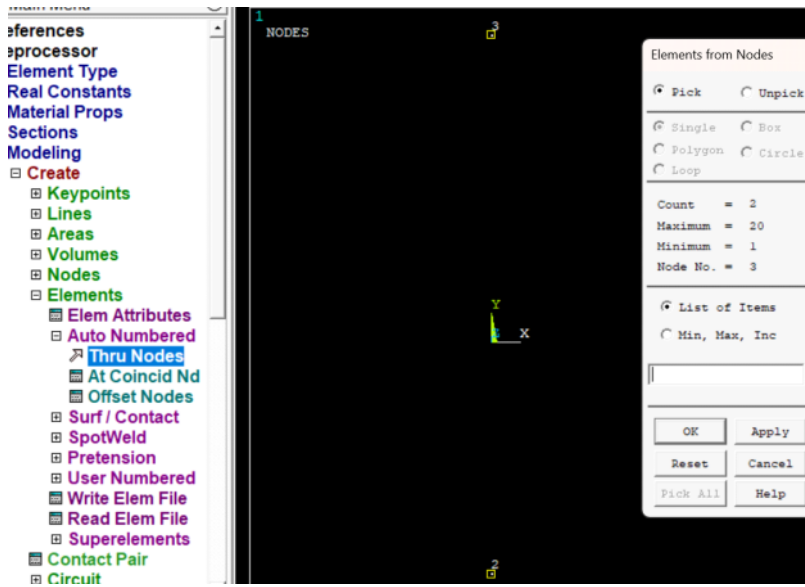 Main Menu
eferences
eprocessor
Element Type
Real Constants
Material Props
Sections
Modeling
Create
Keypoints
Lines
Areas
Volumes
Nodes
Elements
Elem Attributes
Auto Numbered
Thru Nodes
At Coincid Nd
Offset Nodes
Surf / Contact
SpotWeld
Pretension
User Numbered
Write Elem File
Read Elem File
Superelements
Contact Pair
Circuit
1
NODES
3
Y
X
2
Elements from Nodes
Pick Unpick
Single Box
Polygon Circle
Loop
Count = 2
Maximum = 20
Minimum = 1
Node No. = 3
List of Items
Min, Max, Inc
OK Apply
Reset Cancel
Pick All Help